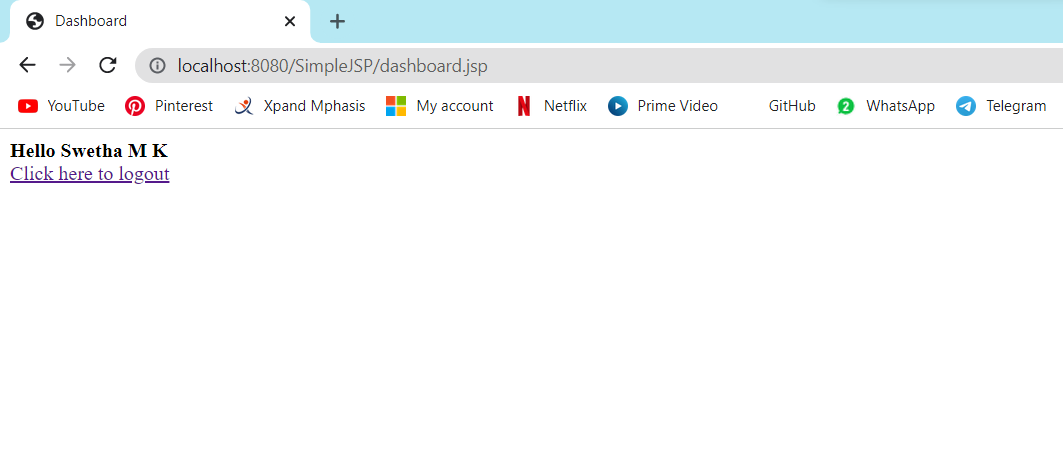 Dashboard
localhost:8080/SimpleJSP/dashboard.jsp
YouTube Pinterest Xpand Mphasis My account Netflix Prime Video GitHub 2 WhatsApp Telegram
Hello Swetha M K
Click here to logout